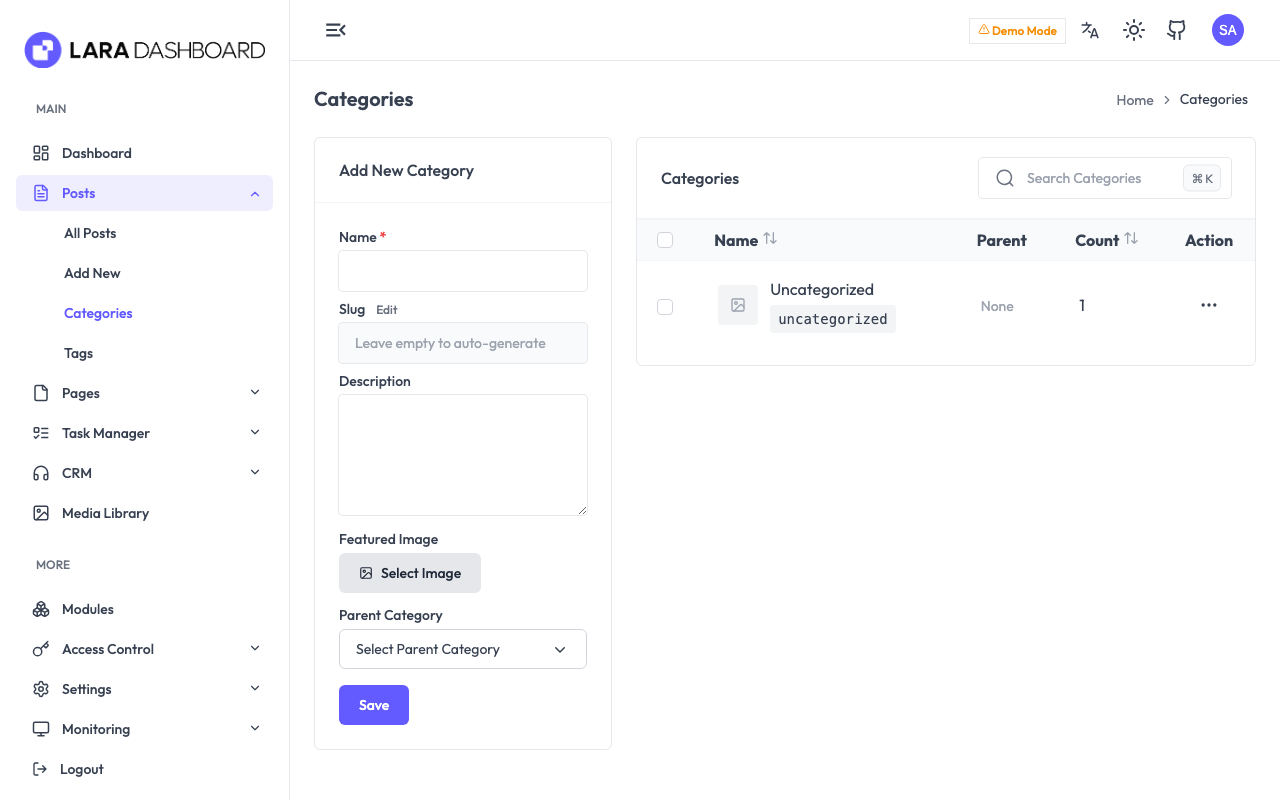 LARA DASHBOARD
MAIN
Dashboard
Posts
All Posts
Add New
Categories
Tags
Pages
Task Manager
CRM
Media Library
MORE
Modules
Access Control
Settings
Monitoring
Logout
Demo Mode
SA
Categories
Home
Categories
Add New Category
Name *
Slug Edit
Leave empty to auto-generate
Description
Featured Image
Select Image
Parent Category
Select Parent Category
Save
Categories
Search Categories
⌘ K
Name Parent Count Action
Uncategorized
uncategorized
None
1